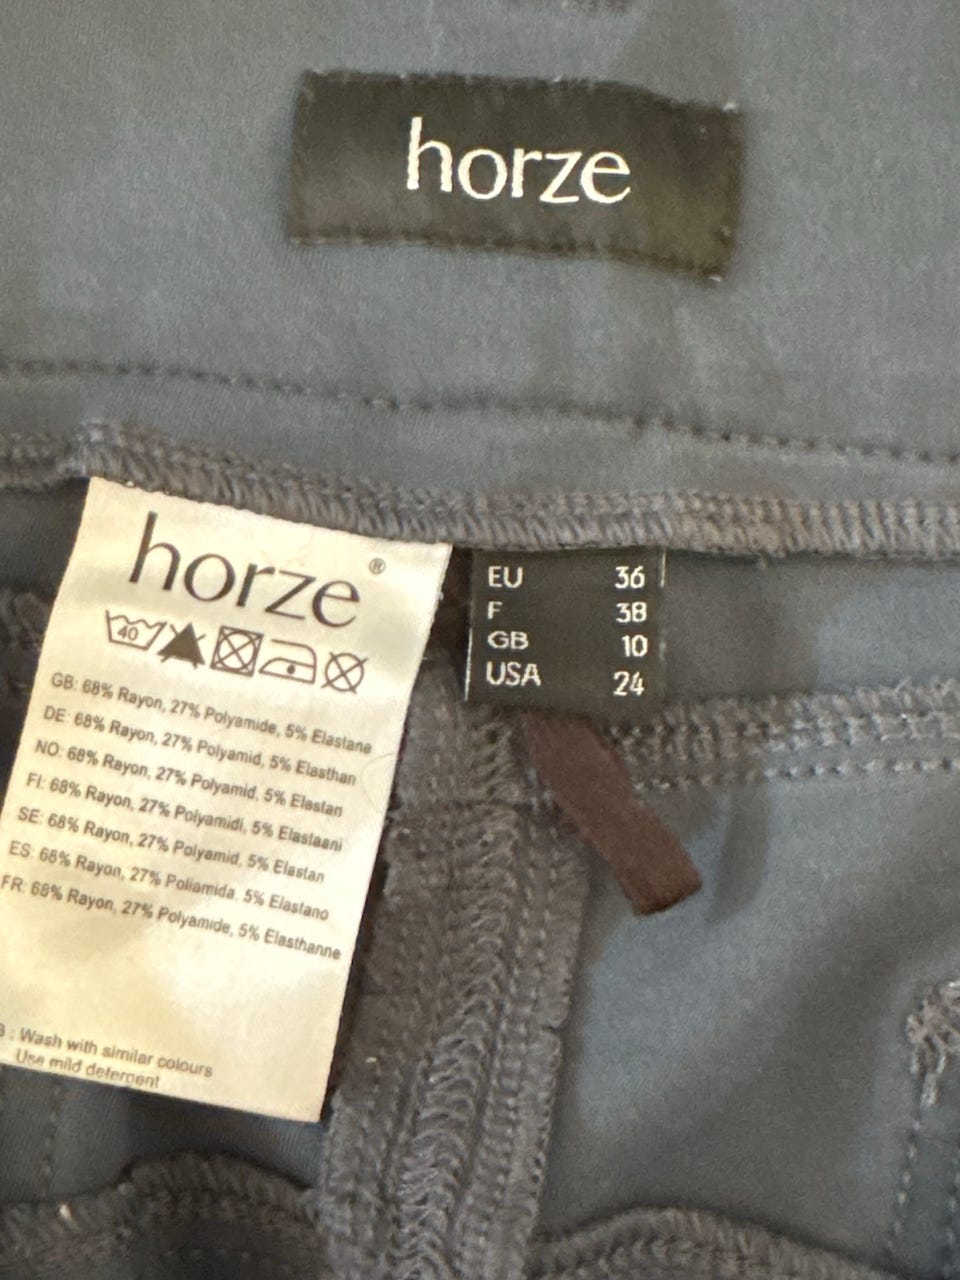 horze
horze®
40
GB: 68% Rayon, 27% Polyamide, 5% Elastane
DE: 68% Rayon, 27% Polyamid, 5% Elasthan
NO: 68% Rayon, 27% Polyamid, 5% Elastan
FI: 68% Rayon, 27% Polyamidi, 5% Elastaani
SE: 68% Rayon, 27% Polyamid, 5% Elastan
ES: 68% Rayon, 27% Poliamida, 5% Elastano
FR: 68% Rayon, 27% Polyamide, 5% Elasthanne
: Wash with similar colours
Use mild detergent
EU 36
F 38
GB 10
USA 24